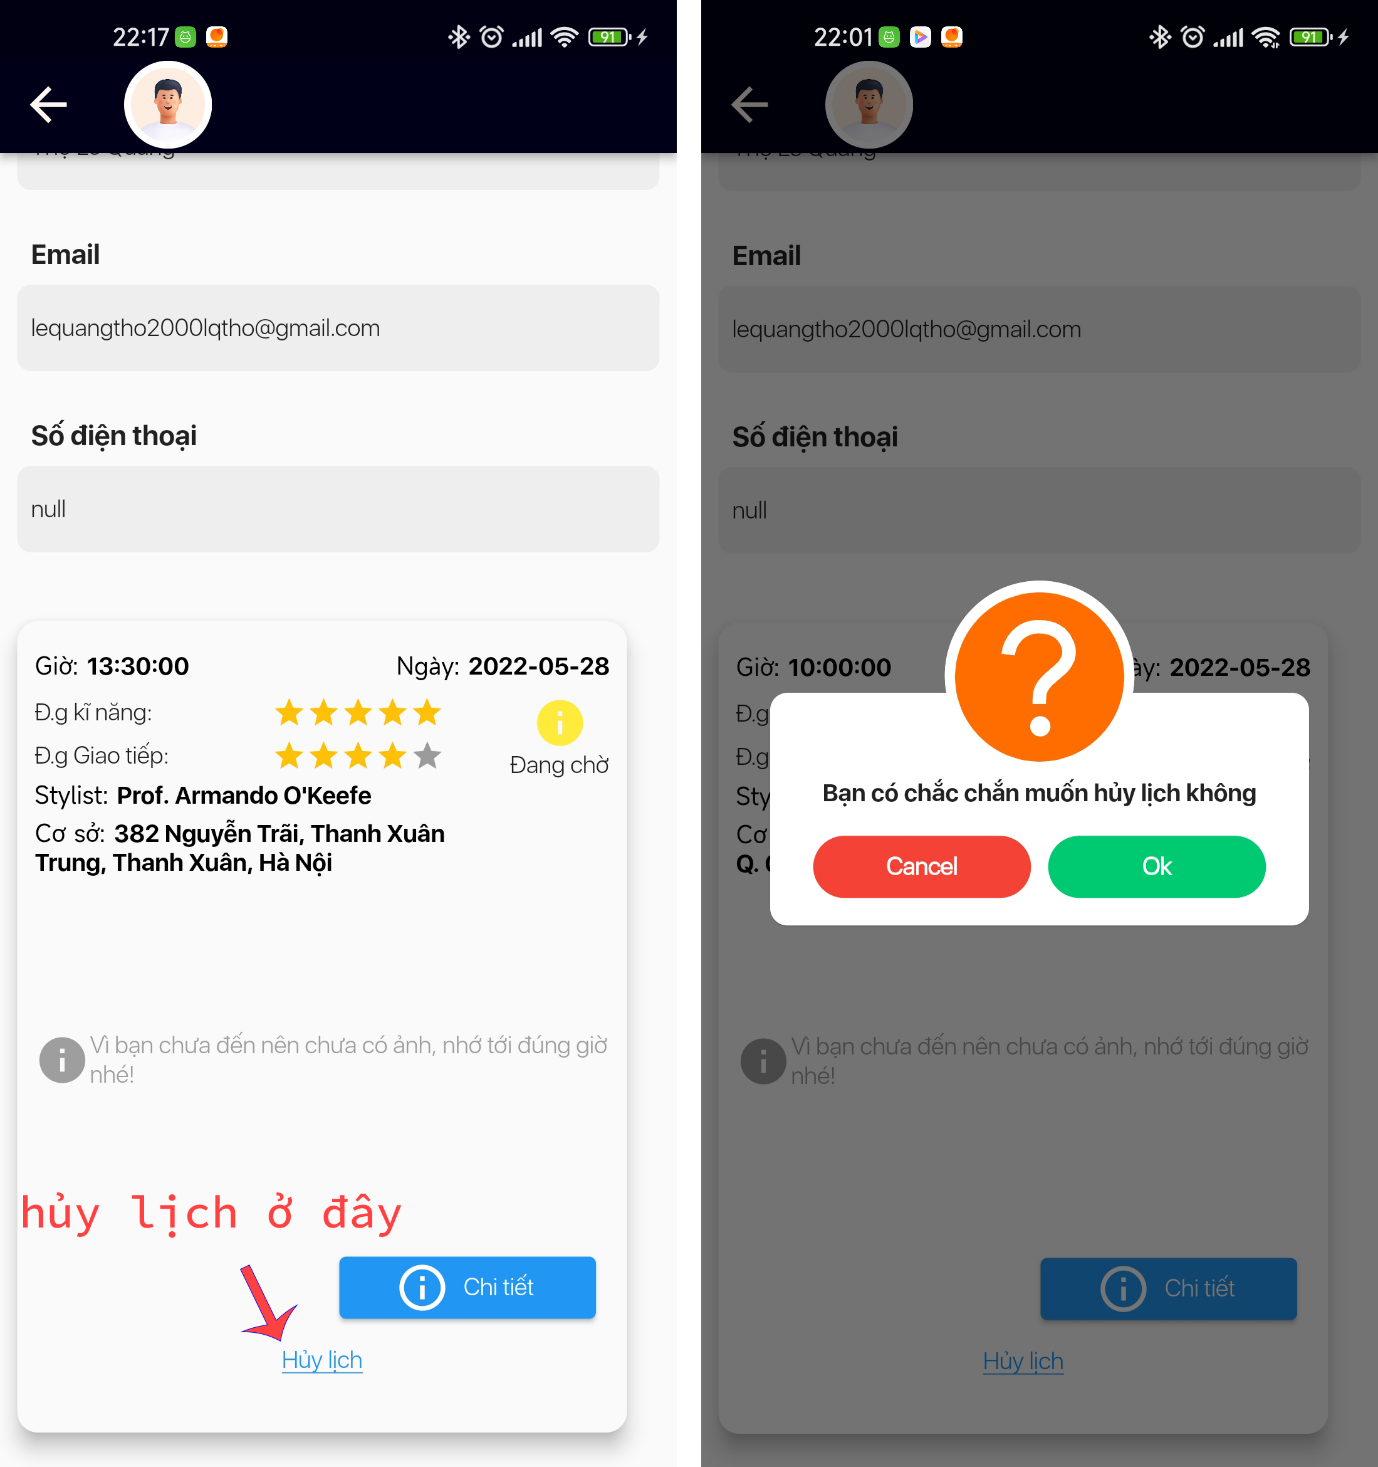 22:17
91
Email
lequangtho2000lqtho@gmail.com
Số điện thoại
null
Giờ: 13:30:00
Ngày: 2022-05-28
Đ.g kĩ năng:
Đ.g Giao tiếp:
Đang chờ
Stylist: Prof. Armando O'Keefe
Cơ sở: 382 Nguyễn Trãi, Thanh Xuân
Trung, Thanh Xuân, Hà Nội
Vì bạn chưa đến nên chưa có ảnh, nhớ tới đúng giờ
nhé!
hủy lịch ở đây
Chi tiết
Hủy lịch
22:01
91
Email
lequangtho2000lqtho@gmail.com
Số điện thoại
null
Giờ: 10:00:00
2022-05-28
Đ.g
Đ.g
Bạn có chắc chắn muốn hủy lịch không
Cancel
Ok
Cơ
Q.
Vì bạn chưa đến nên chưa có ảnh, nhớ tới đúng giờ
nhé!
Chi tiết
Hủy lịch